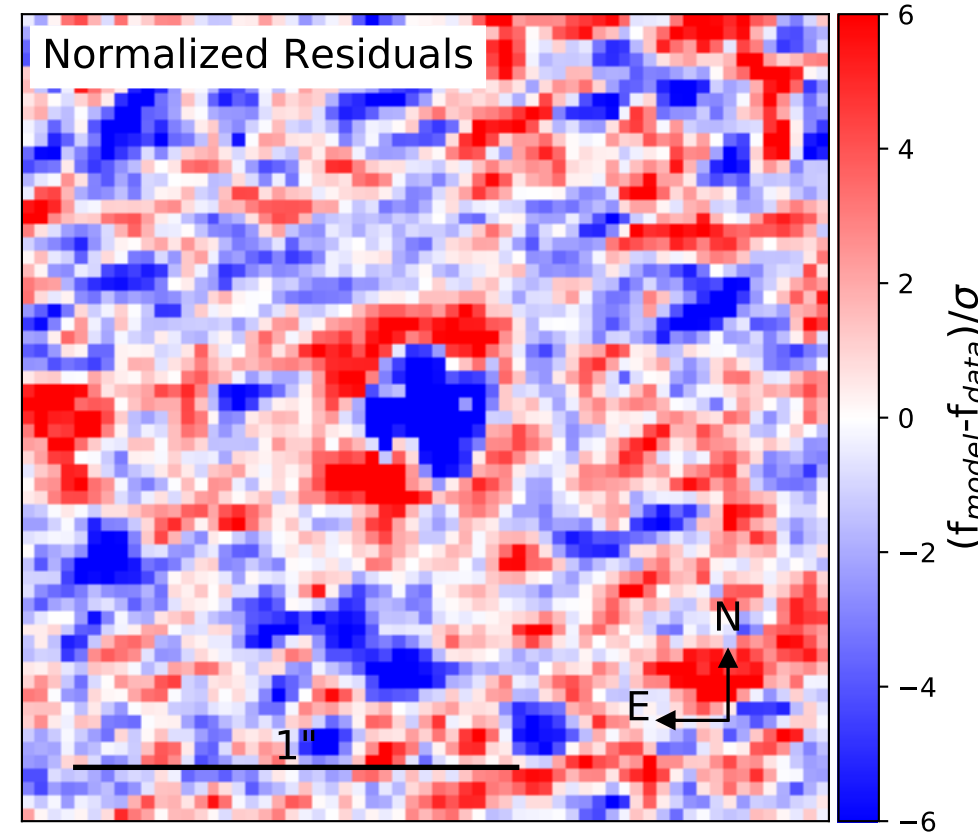 Normalized Residuals
6
4
2
0
−2
−4
−6
(f_model-f_data)/σ
N
E
1"